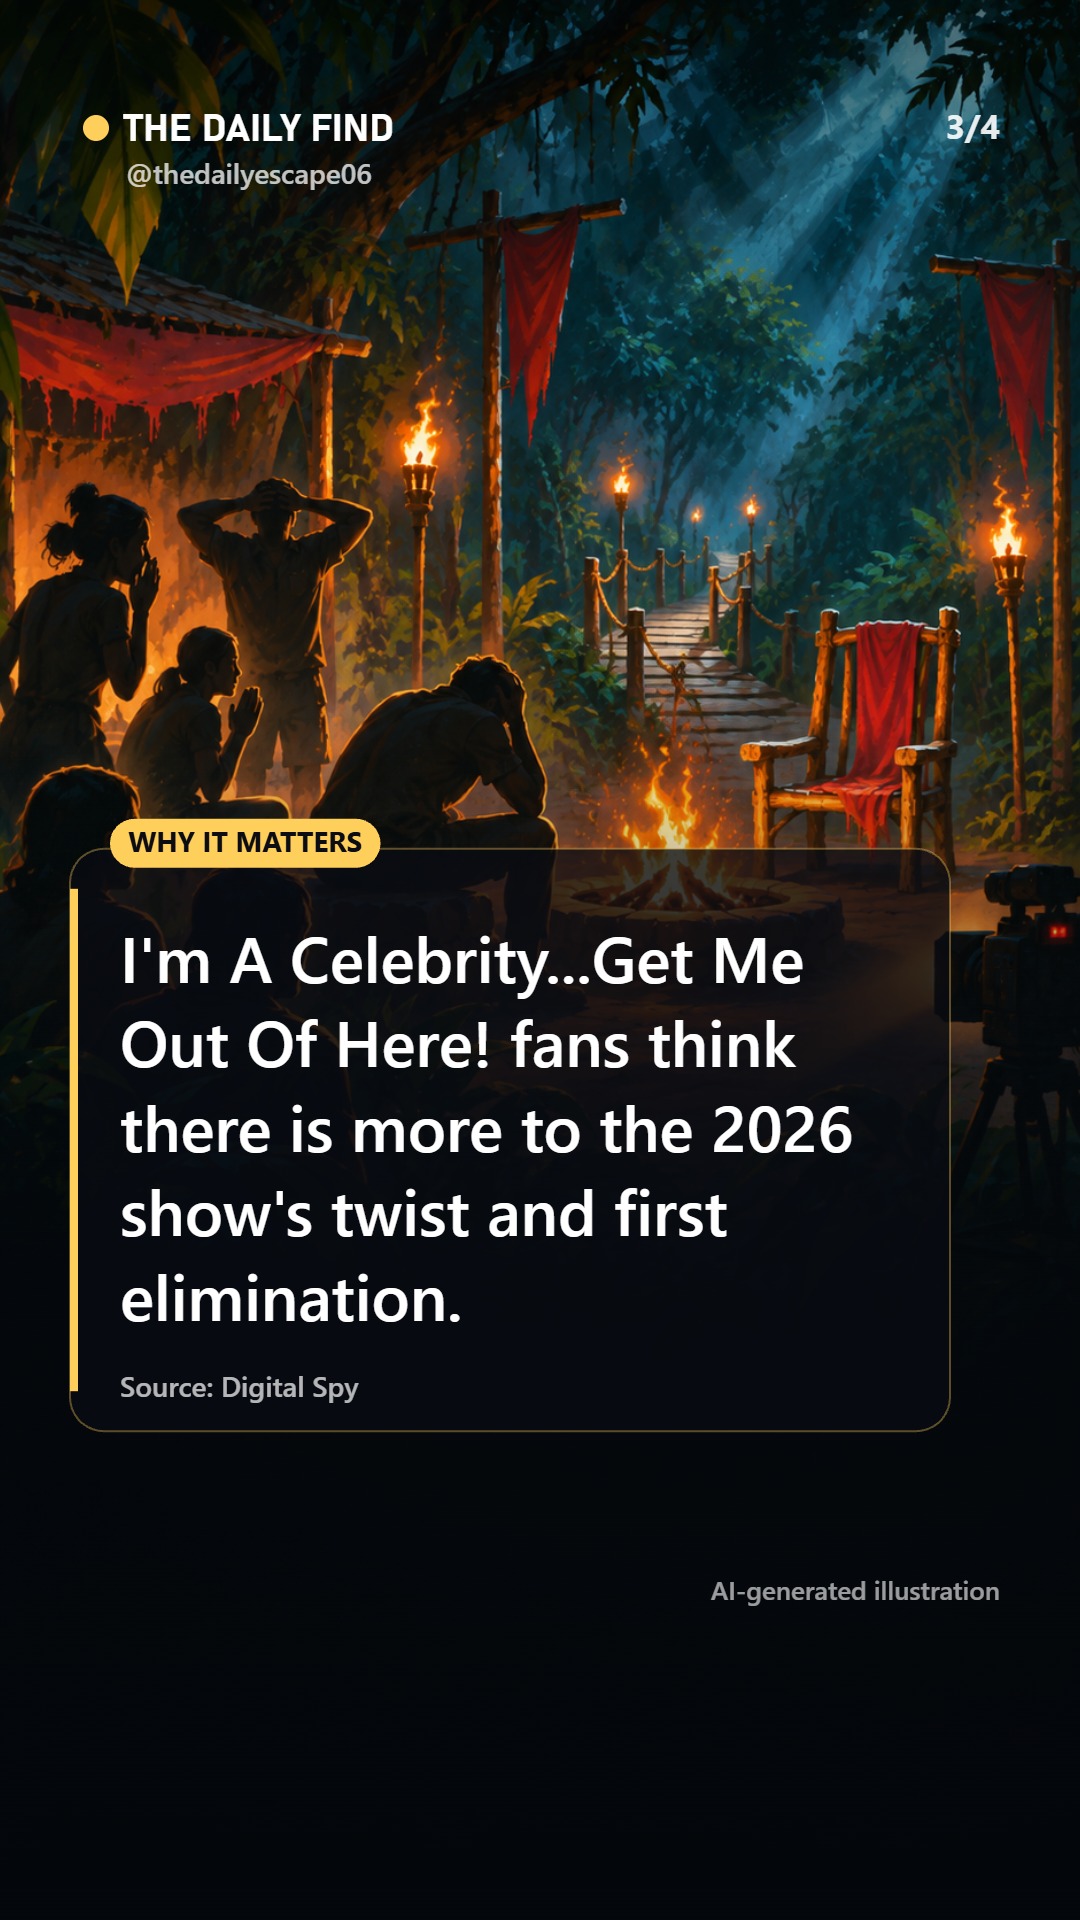 THE DAILY FIND
3/4
@thedailyescape06
WHY IT MATTERS
I'm A Celebrity...Get Me
Out Of Here! fans think
there is more to the 2026
show's twist and first
elimination.
Source: Digital Spy
AI-generated illustration